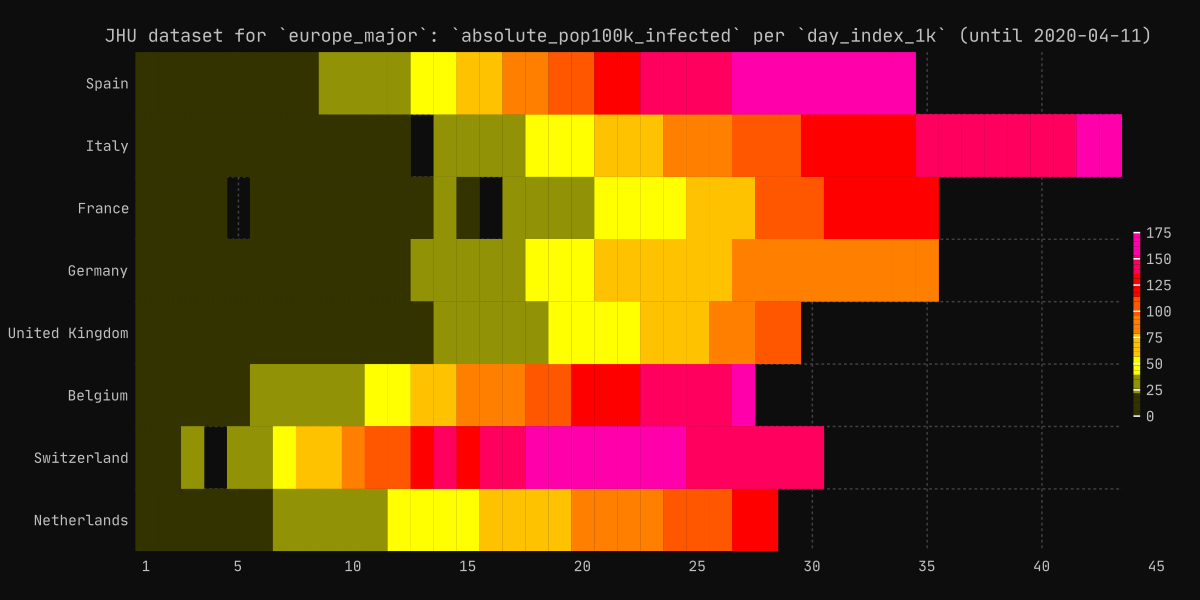 JHU dataset for `europe_major`: `absolute_pop100k_infected` per `day_index_1k` (until 2020-04-11)
Spain
Italy
France
Germany
United Kingdom
Belgium
Switzerland
Netherlands
175
150
125
100
75
50
25
0
1 5 10 15 20 25 30 35 40 45